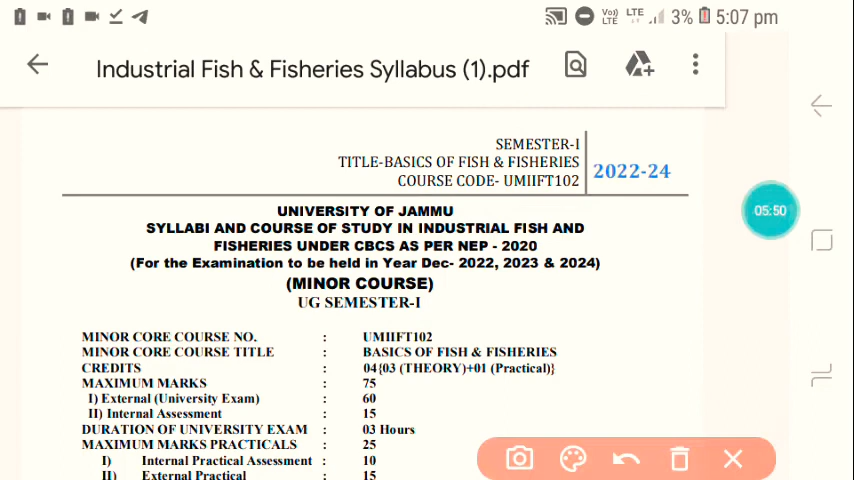 Vo)) LTE LTE 3% 5:07 pm
Industrial Fish & Fisheries Syllabus (1).pdf
SEMESTER-I
TITLE-BASICS OF FISH & FISHERIES
COURSE CODE- UMIIFT102
2022-24
05:50
UNIVERSITY OF JAMMU
SYLLABI AND COURSE OF STUDY IN INDUSTRIAL FISH AND
FISHERIES UNDER CBCS AS PER NEP - 2020
(For the Examination to be held in Year Dec- 2022, 2023 & 2024)
(MINOR COURSE)
UG SEMESTER-I
MINOR CORE COURSE NO. : UMIIFT102
MINOR CORE COURSE TITLE : BASICS OF FISH & FISHERIES
CREDITS : 04{03 (THEORY)+01 (Practical)}
MAXIMUM MARKS : 75
I) External (University Exam) : 60
II) Internal Assessment : 15
DURATION OF UNIVERSITY EXAM : 03 Hours
MAXIMUM MARKS PRACTICALS : 25
I) Internal Practical Assessment : 10
II) External Practical : 15